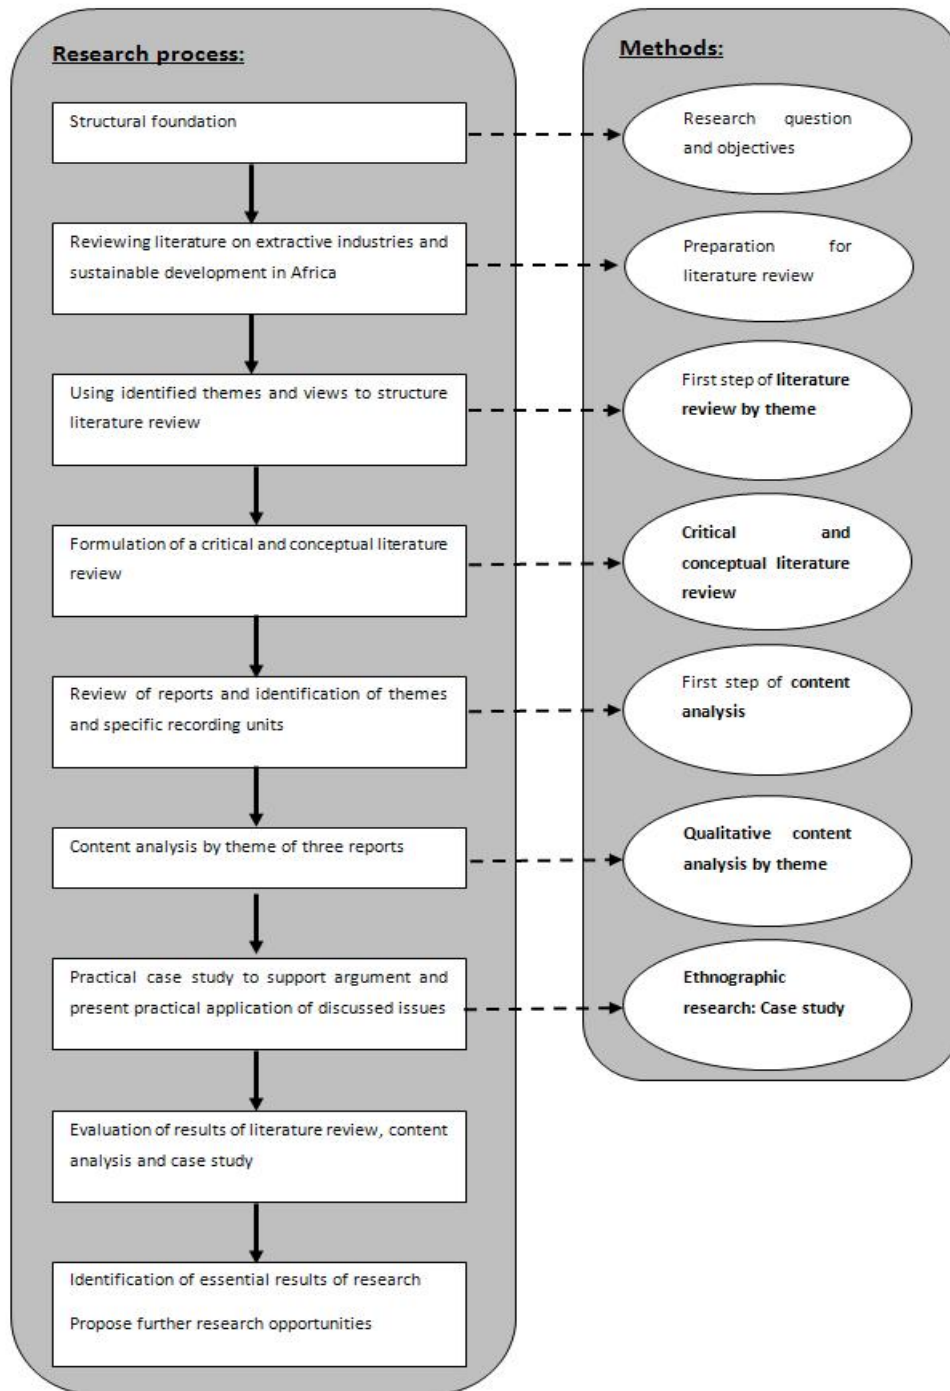 Research process:
Structural foundation
Reviewing literature on extractive industries and
sustainable development in Africa
Using identified themes and views to structure
literature review
Formulation of a critical and conceptual literature
review
Review of reports and identification of themes
and specific recording units
Content analysis by theme of three reports
Practical case study to support argument and
present practical application of discussed issues
Evaluation of results of literature review, content
analysis and case study
Identification of essential results of research
Propose further research opportunities
Methods:
Research question
and objectives
Preparation for
literature review
First step of literature
review by theme
Critical and
conceptual literature
review
First step of content
analysis
Qualitative content
analysis by theme
Ethnographic
research: Case study